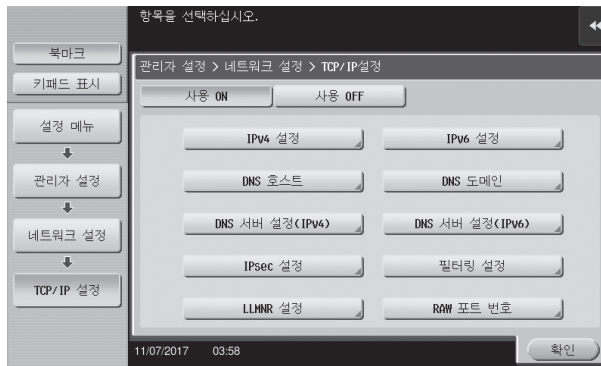 항목을 선택하십시오.
북마크
키패드 표시
설정 메뉴
관리자 설정
네트워크 설정
TCP/IP 설정
관리자 설정 > 네트워크 설정 > TCP/IP설정
사용 ON 사용 OFF
IPv4 설정 IPv6 설정
DNS 호스트 DNS 도메인
DNS 서버 설정(IPv4) DNS 서버 설정(IPv6)
IPsec 설정 필터링 설정
LLMNR 설정 RAW 포트 번호
11/07/2017 03:58 확인